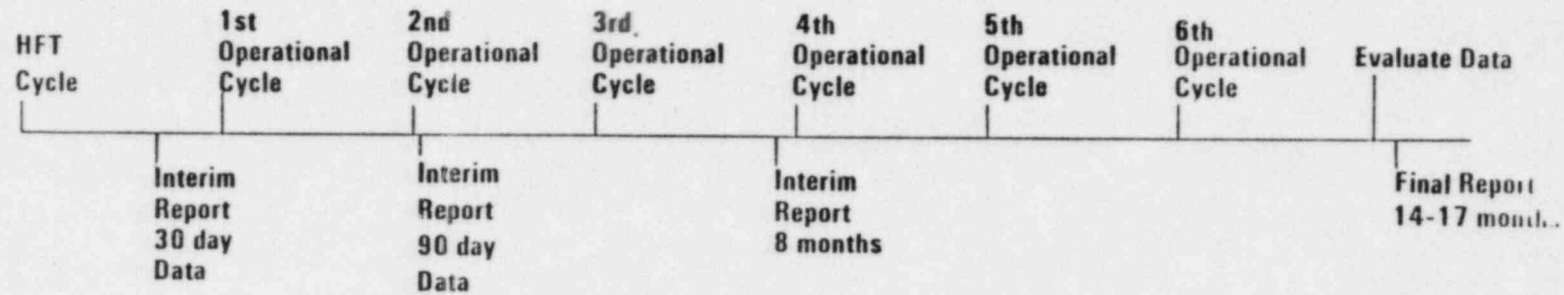 HFT
Cycle
1st
Operational
Cycle
2nd
Operational
Cycle
3rd
Operational
Cycle
4th
Operational
Cycle
5th
Operational
Cycle
6th
Operational
Cycle
Evaluate Data
Interim
Report
30 day
Data
Interim
Report
90 day
Data
Interim
Report
8 months
Final Report
14-17